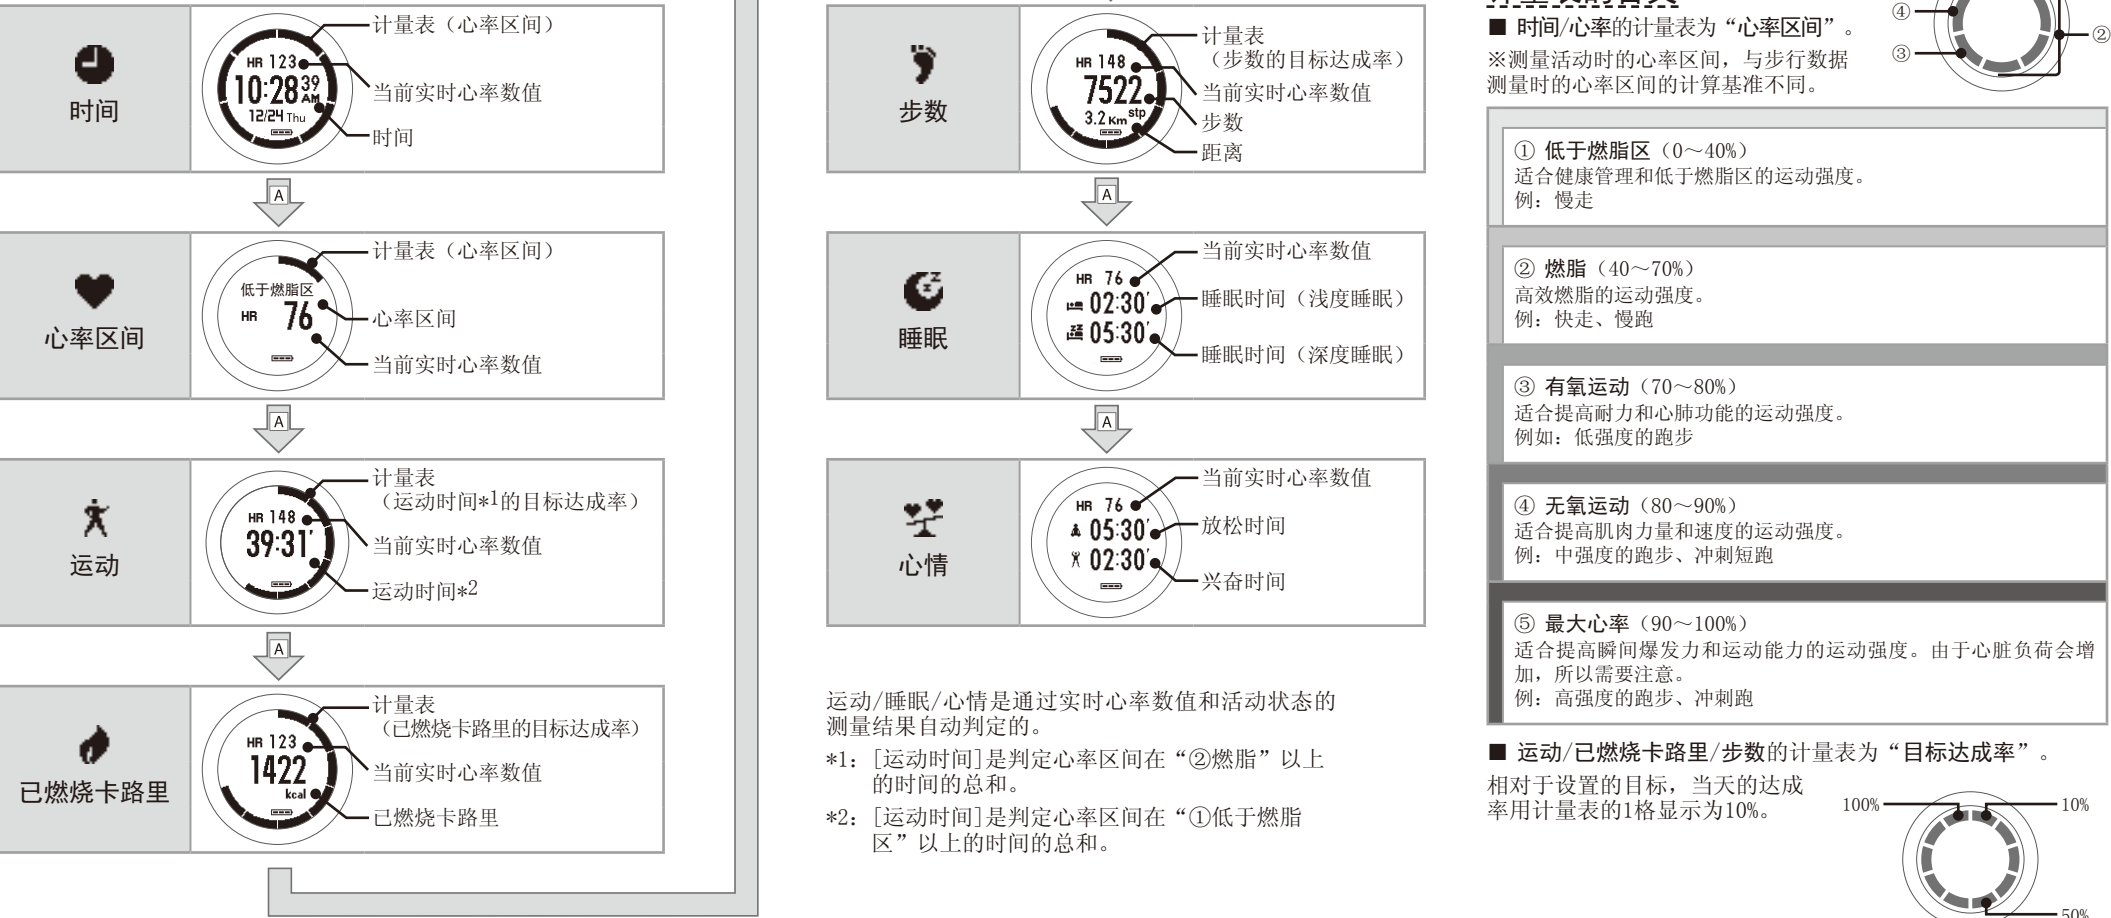 时间
HR 123
10:28 39 AM
12/24 Thu
计量表（心率区间）
当前实时心率数值
时间
A
心率区间
低于燃脂区
HR 76
计量表（心率区间）
心率区间
当前实时心率数值
A
运动
HR 148
39:31'
计量表
（运动时间*1的目标达成率）
当前实时心率数值
运动时间*2
A
已燃烧卡路里
HR 123
1422
kcal
计量表
（已燃烧卡路里的目标达成率）
当前实时心率数值
已燃烧卡路里
步数
HR 148
7522
3.2 Km stp
计量表
（步数的目标达成率）
当前实时心率数值
步数
距离
A
睡眠
HR 76
02:30'
05:30'
当前实时心率数值
睡眠时间（浅度睡眠）
睡眠时间（深度睡眠）
A
心情
HR 76
05:30'
02:30'
当前实时心率数值
放松时间
兴奋时间
运动/睡眠/心情是通过实时心率数值和活动状态的
测量结果自动判定的。
*1: [运动时间]是判定心率区间在“②燃脂”以上
的时间的总和。
*2: [运动时间]是判定心率区间在“①低于燃脂
区”以上的时间的总和。
■ 时间/心率的计量表为“心率区间”。
※测量活动时的心率区间，与步行数据
测量时的心率区间的计算基准不同。
④
③
②
① 低于燃脂区（0～40%）
适合健康管理和低于燃脂区的运动强度。
例：慢走
② 燃脂（40～70%）
高效燃脂的运动强度。
例：快走、慢跑
③ 有氧运动（70～80%）
适合提高耐力和心肺功能的运动强度。
例如：低强度的跑步
④ 无氧运动（80～90%）
适合提高肌肉力量和速度的运动强度。
例：中强度的跑步、冲刺短跑
⑤ 最大心率（90～100%）
适合提高瞬间爆发力和运动能力的运动强度。由于心脏负荷会增
加，所以需要注意。
例：高强度的跑步、冲刺跑
■ 运动/已燃烧卡路里/步数的计量表为“目标达成率”。
相对于设置的目标，当天的达成
率用计量表的1格显示为10%。
100%
10%
50%